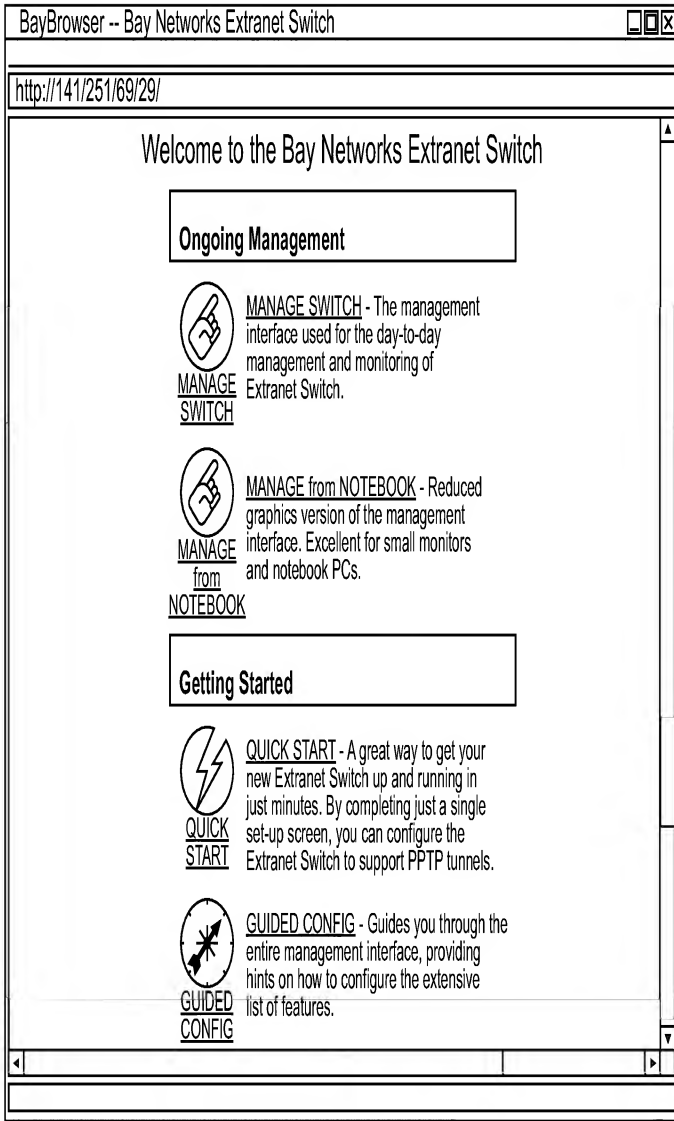 BayBrowser -- Bay Networks Extranet Switch
http://141/251/69/29/
Welcome to the Bay Networks Extranet Switch
Ongoing Management
MANAGE SWITCH
MANAGE SWITCH - The management
interface used for the day-to-day
management and monitoring of
Extranet Switch.
MANAGE
from
NOTEBOOK
MANAGE from NOTEBOOK - Reduced
graphics version of the management
interface. Excellent for small monitors
and notebook PCs.
Getting Started
QUICK
START
QUICK START - A great way to get your
new Extranet Switch up and running in
just minutes. By completing just a single
set-up screen, you can configure the
Extranet Switch to support PPTP tunnels.
GUIDED
CONFIG
GUIDED CONFIG - Guides you through the
entire management interface, providing
hints on how to configure the extensive
list of features.